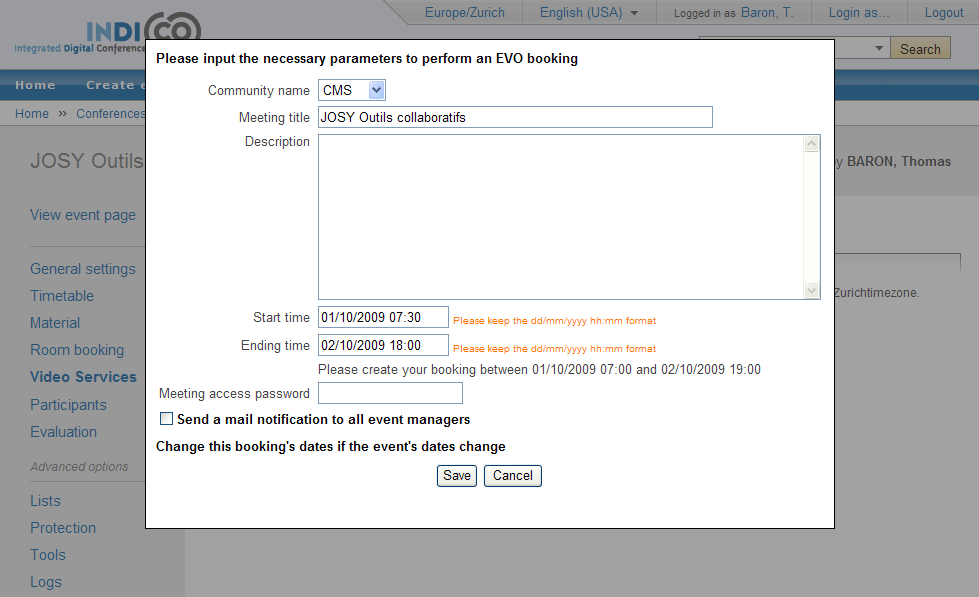 Europe/Zurich English (USA) Logged in as Baron, T. Login as... Logout
INDICO
Integrated Digital Conference
Search
Home Create e
Home » Conferences
JOSY Outils
y BARON, Thomas
View event page
General settings
Timetable
Material
Room booking
Video Services
Participants
Evaluation
Advanced options
Lists
Protection
Tools
Logs
Zurichtimezone.
Please input the necessary parameters to perform an EVO booking
Community name CMS
Meeting title JOSY Outils collaboratifs
Description
Start time 01/10/2009 07:30 Please keep the dd/mm/yyyy hh:mm format
Ending time 02/10/2009 18:00 Please keep the dd/mm/yyyy hh:mm format
Please create your booking between 01/10/2009 07:00 and 02/10/2009 19:00
Meeting access password
Send a mail notification to all event managers
Change this booking's dates if the event's dates change
Save Cancel